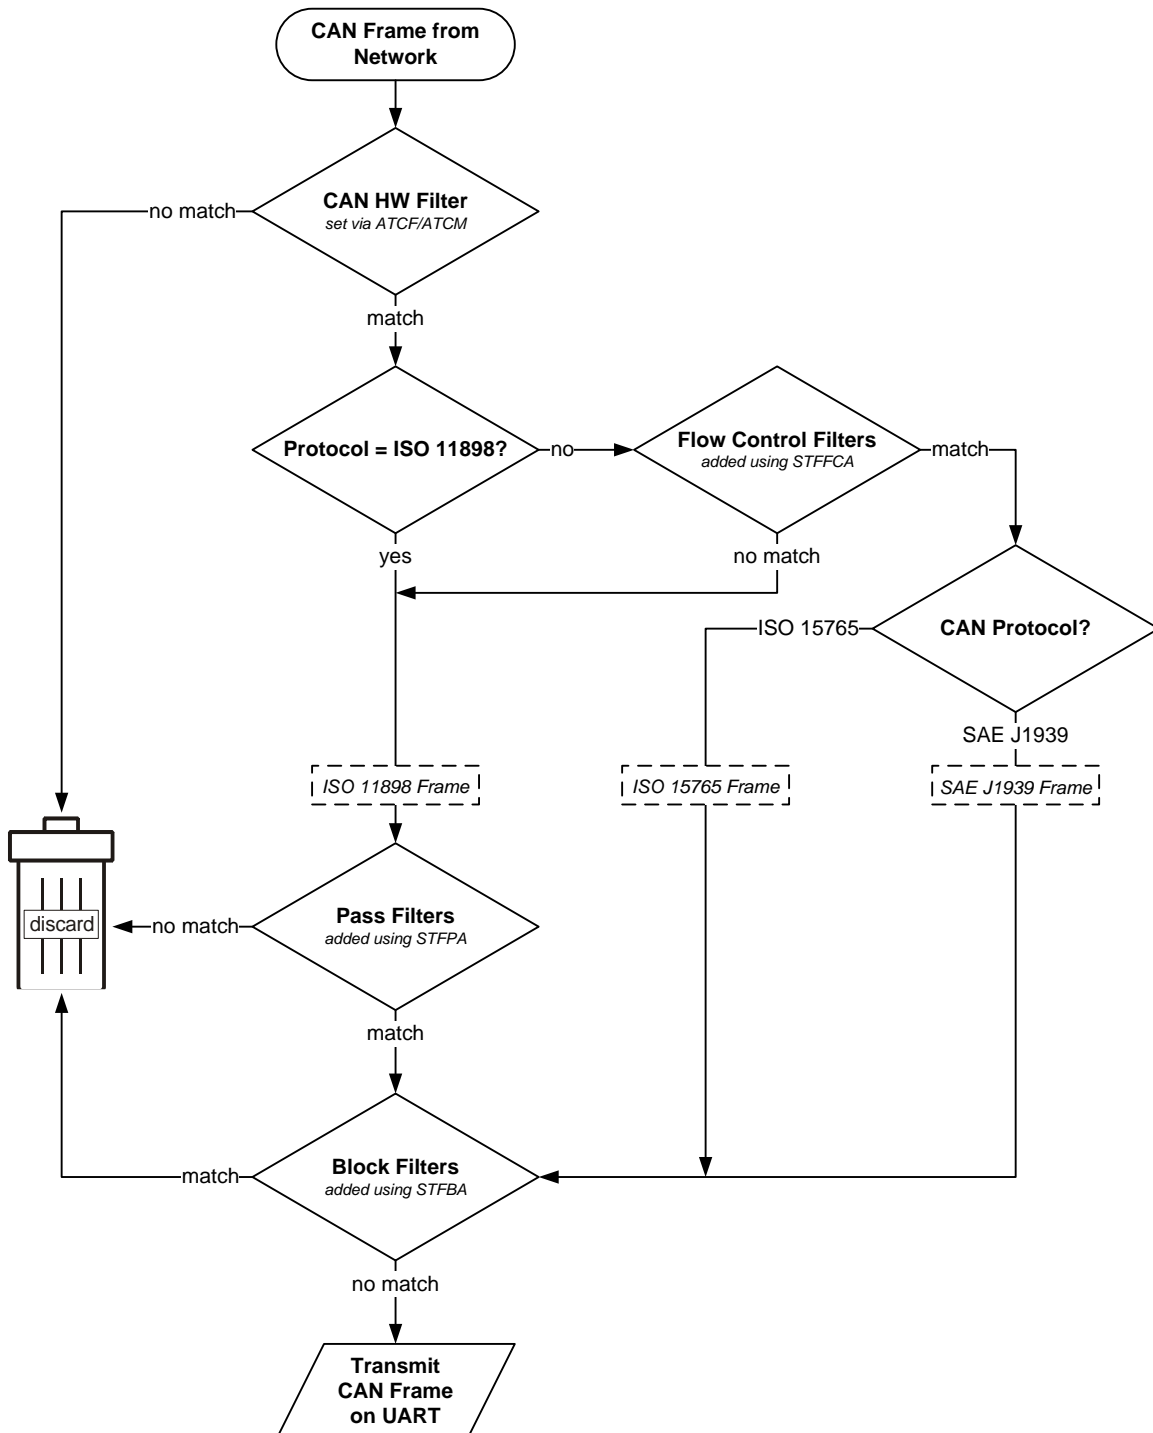 CAN Frame from
Network
CAN HW Filter
set via ATCF/ATCM
no match
match
Protocol = ISO 11898?
no
Flow Control Filters
added using STFFCA
match
yes
no match
ISO 15765
CAN Protocol?
SAE J1939
ISO 11898 Frame
ISO 15765 Frame
SAE J1939 Frame
discard
no match
Pass Filters
added using STFPA
match
match
Block Filters
added using STFBA
no match
Transmit
CAN Frame
on UART